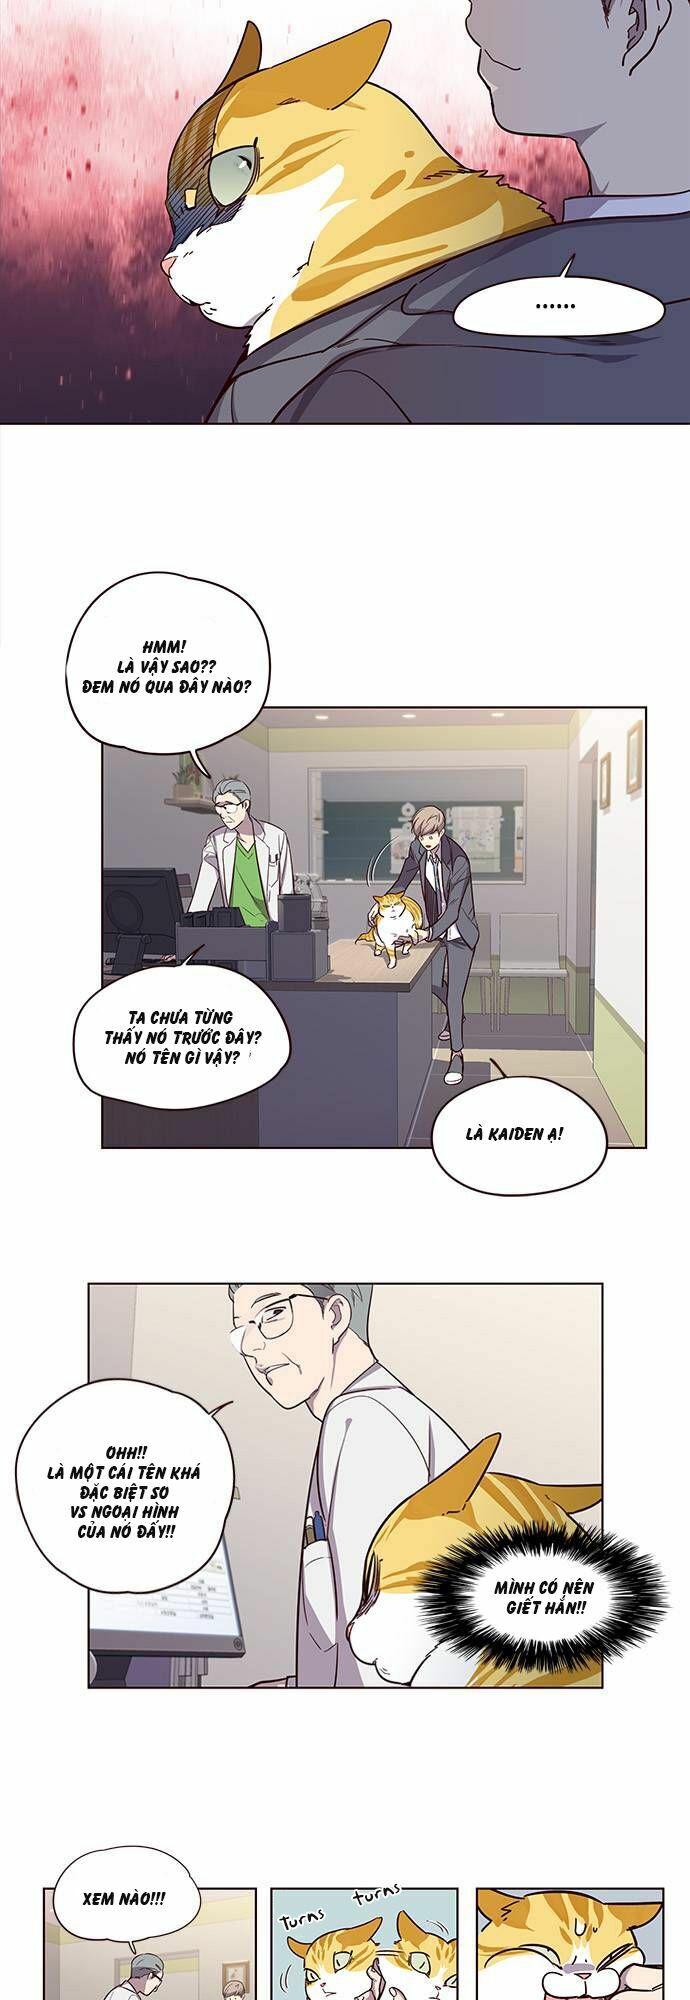 ......
HMM!
LÀ VẬY SAO??
ĐEM NÓ QUA ĐÂY NÀO?
TA CHƯA TỪNG
THẤY NÓ TRƯỚC ĐÂY?
NÓ TÊN GÌ VẬY?
LÀ KAIDEN Ạ!
OHH!!
LÀ MỘT CÁI TÊN KHÁ
ĐẶC BIỆT SO
VS NGOẠI HÌNH
CỦA NÓ ĐẤY!!
MÌNH CÓ NÊN
GIẾT HẮN!!
XEM NÀO!!!
turns
turns